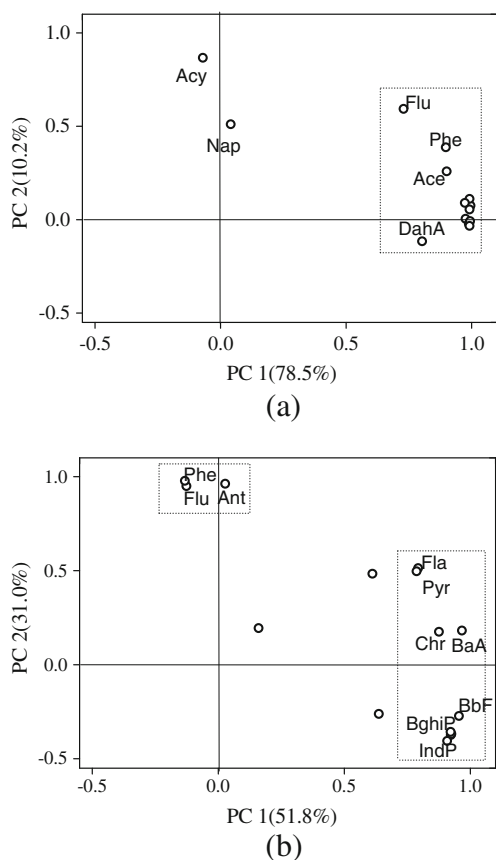 1.0
Acy
Flu
0.5
Nap
Phe
Ace
0.0
DahA
-0.5
-0.5 0.0 0.5 1.0
PC 2(10.2%)
PC 1(78.5%)
(a)
1.0
Phe
Flu Ant
0.5
Fla
Pyr
Chr BaA
0.0
BbF
BghiP
IndP
-0.5
-0.5 0.0 0.5 1.0
PC 2(31.0%)
PC 1(51.8%)
(b)